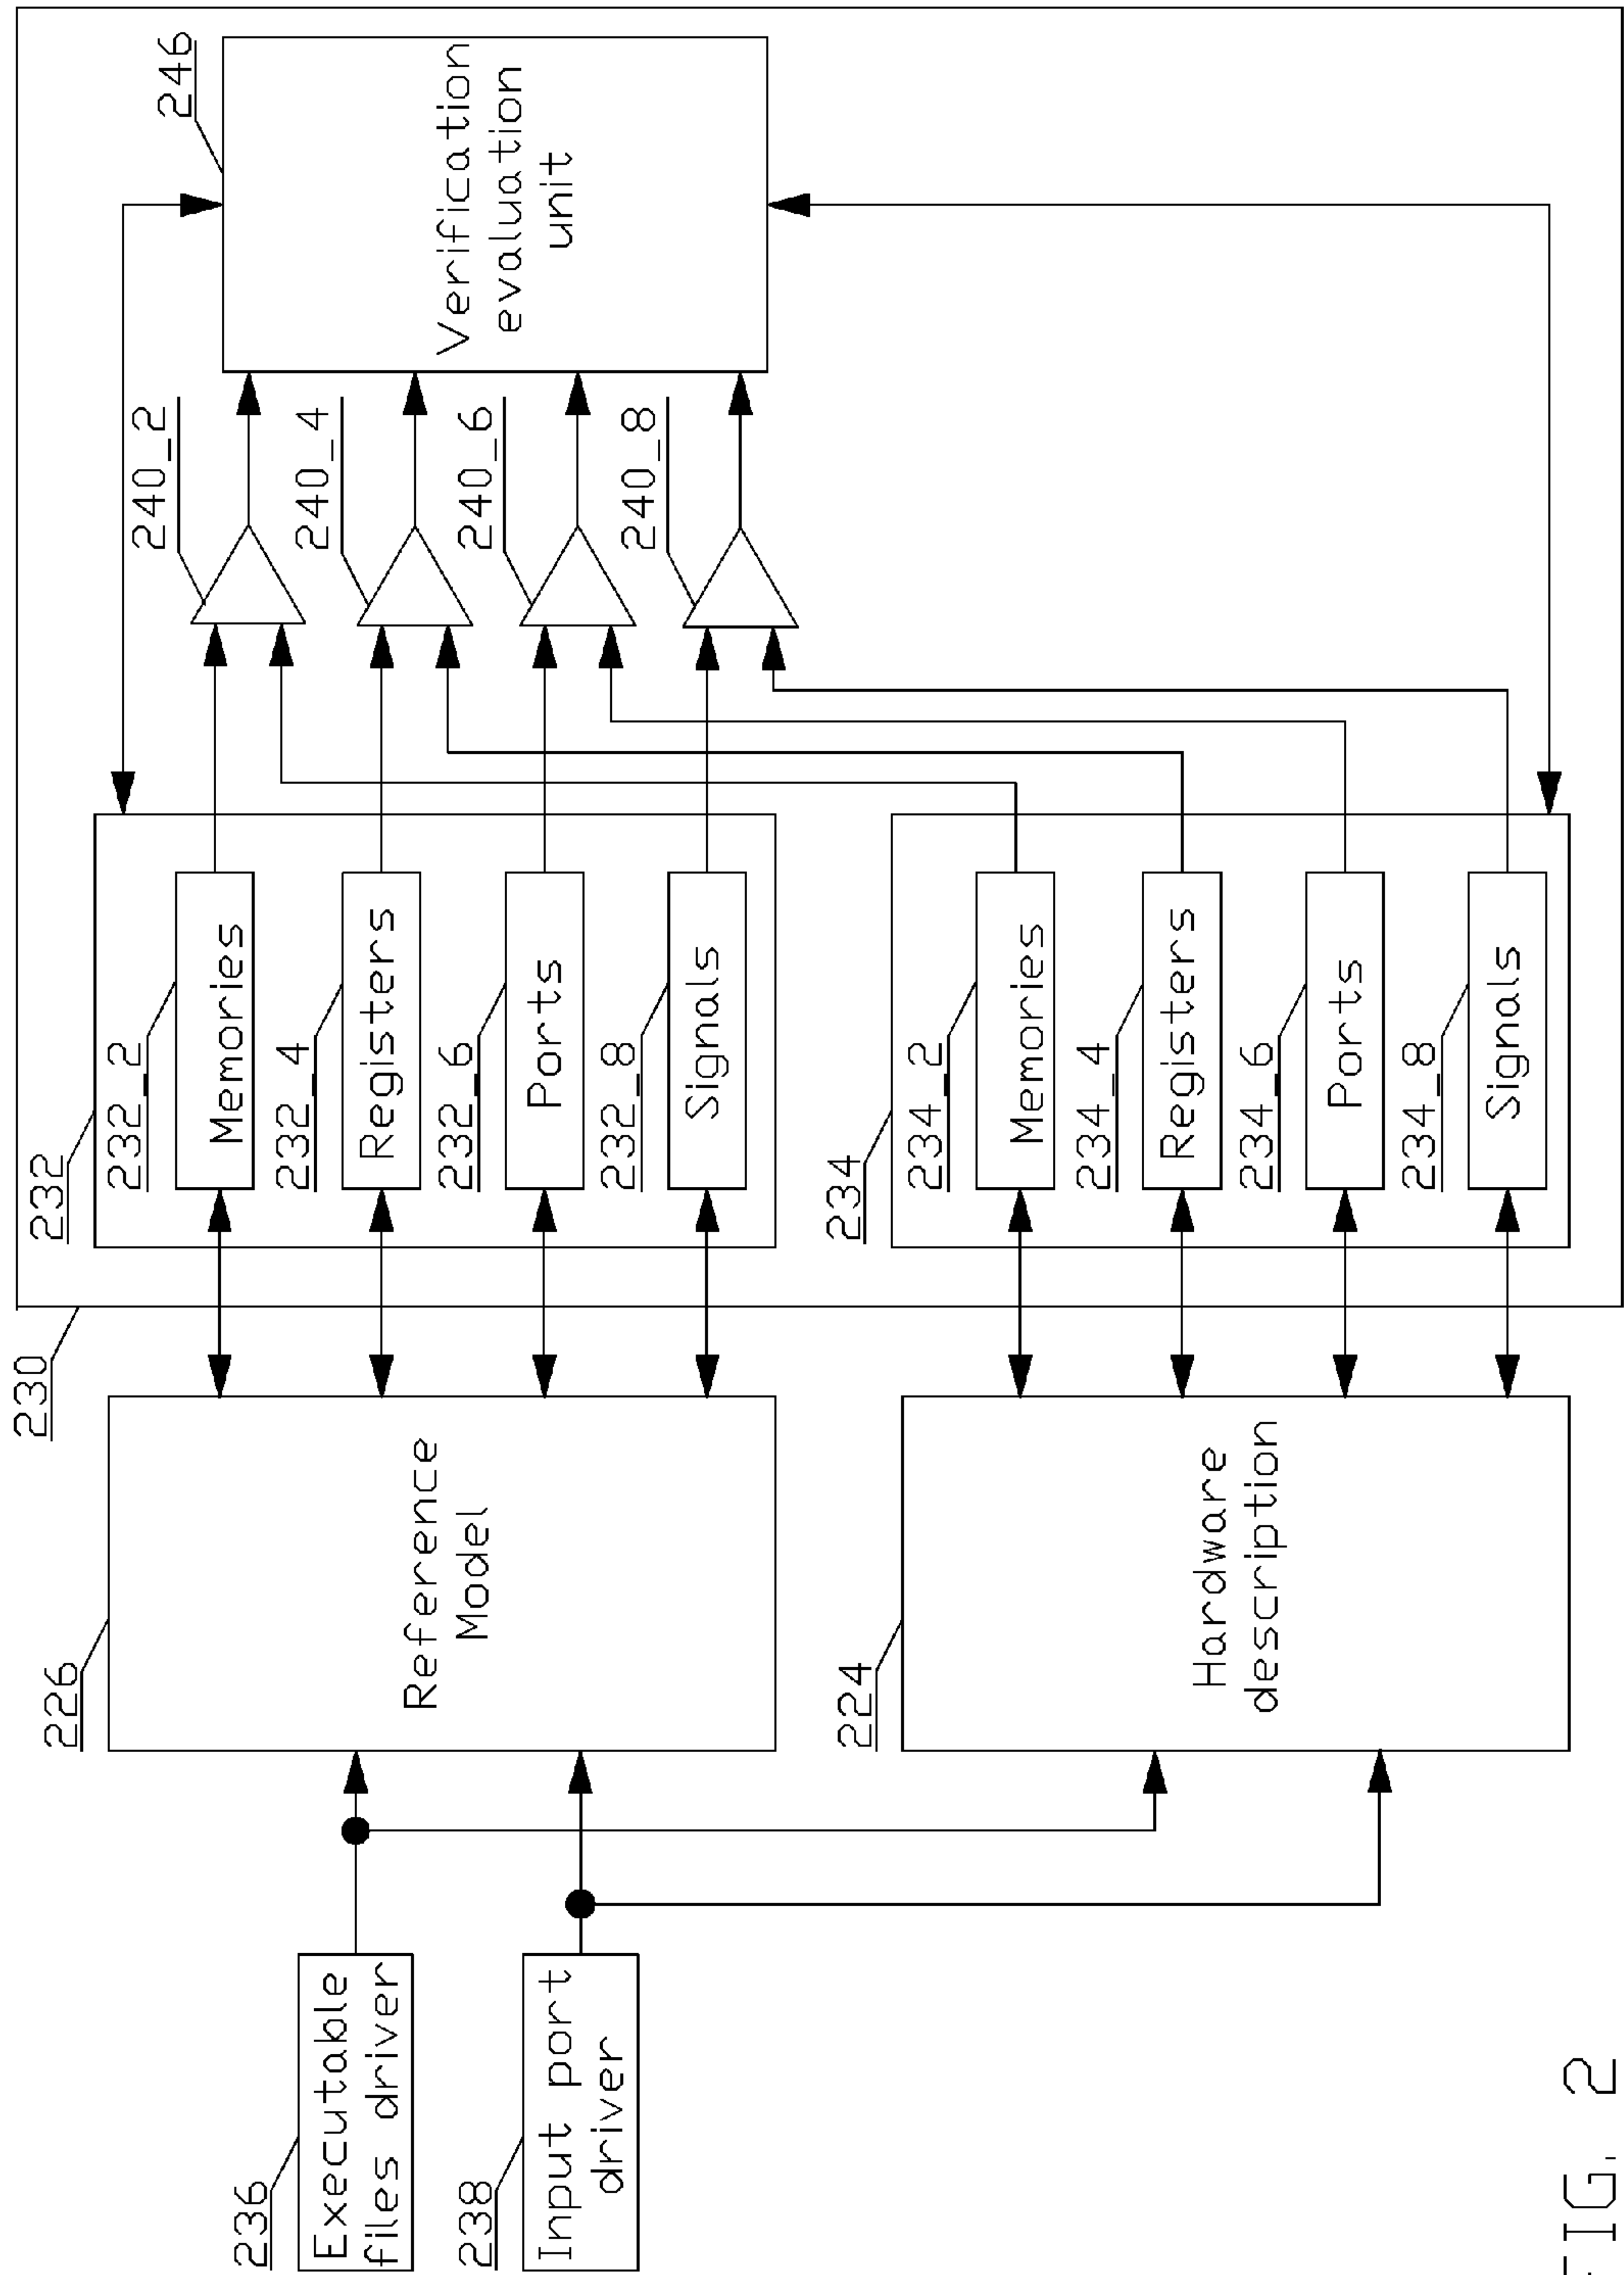 236
Executable
files driver
238
Input port
driver
226
Reference
Model
224
Hardware
description
230
232
232_2
Memories
232_4
Registers
232_6
Ports
232_8
Signals
234
234_2
Memories
234_4
Registers
234_6
Ports
234_8
Signals
240_2
240_4
240_6
240_8
246
Verification
evaluation
unit
FIG. 2